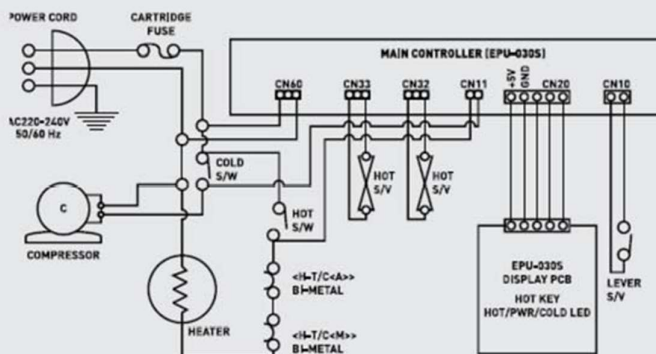 POWER CORD
CARTRIDGE
FUSE
MAIN CONTROLLER (EPU-030S)
CN60
CN33
CN32
CN11
+5V
GND
CN20
CN10
AC220-240V
50/60 Hz
COLD
S/W
HOT
S/V
HOT
S/V
C
HOT
S/W
COMPRESSOR
EPU-030S
DISPLAY PCB
HOT KEY
HOT/PWR/COLD LED
LEVER
S/V
<H-T/C<A>>
BI-METAL
HEATER
<H-T/C<M>>
BI-METAL